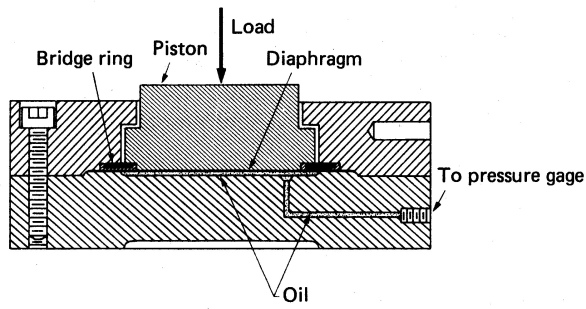 Load
Piston
Bridge ring
Diaphragm
To pressure gage
Oil